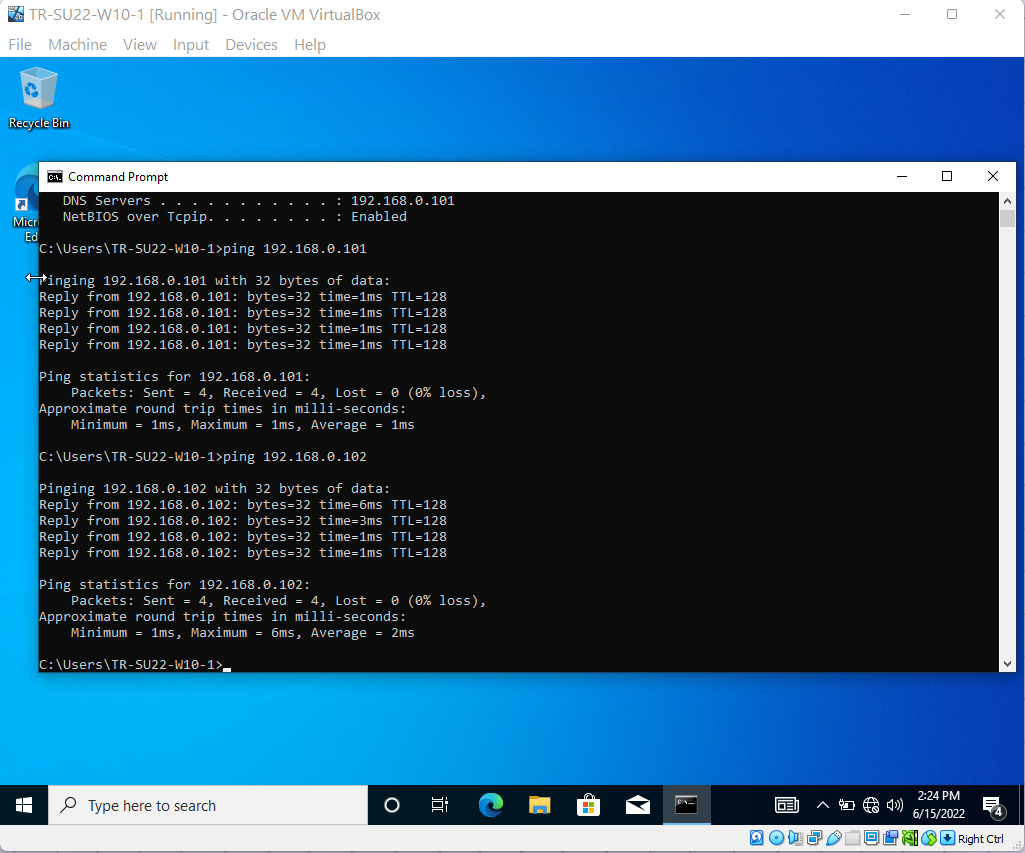 TR-SU22-W10-1 [Running] - Oracle VM VirtualBox
File Machine View Input Devices Help
Recycle Bin
Micr
Ed
Command Prompt
DNS Servers . . . . . . . . . . . : 192.168.0.101
NetBIOS over Tcpip. . . . . . . . : Enabled
C:\Users\TR-SU22-W10-1>ping 192.168.0.101
Pinging 192.168.0.101 with 32 bytes of data:
Reply from 192.168.0.101: bytes=32 time=1ms TTL=128
Reply from 192.168.0.101: bytes=32 time=1ms TTL=128
Reply from 192.168.0.101: bytes=32 time=1ms TTL=128
Reply from 192.168.0.101: bytes=32 time=1ms TTL=128
Ping statistics for 192.168.0.101:
Packets: Sent = 4, Received = 4, Lost = 0 (0% loss),
Approximate round trip times in milli-seconds:
Minimum = 1ms, Maximum = 1ms, Average = 1ms
C:\Users\TR-SU22-W10-1>ping 192.168.0.102
Pinging 192.168.0.102 with 32 bytes of data:
Reply from 192.168.0.102: bytes=32 time=6ms TTL=128
Reply from 192.168.0.102: bytes=32 time=3ms TTL=128
Reply from 192.168.0.102: bytes=32 time=1ms TTL=128
Reply from 192.168.0.102: bytes=32 time=1ms TTL=128
Ping statistics for 192.168.0.102:
Packets: Sent = 4, Received = 4, Lost = 0 (0% loss),
Approximate round trip times in milli-seconds:
Minimum = 1ms, Maximum = 6ms, Average = 2ms
C:\Users\TR-SU22-W10-1>
Type here to search
2:24 PM
6/15/2022
4
Right Ctrl